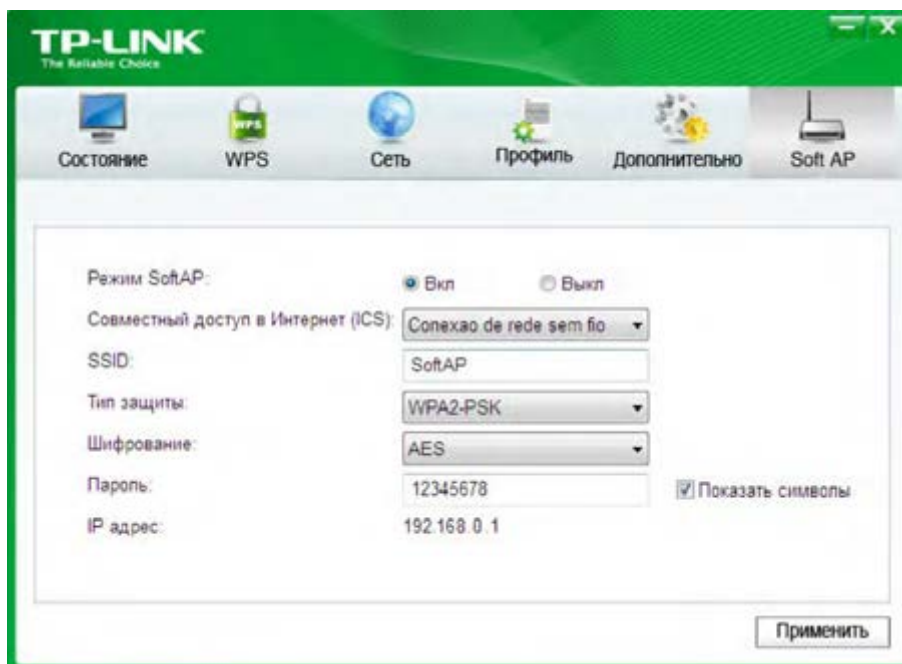 TP-LINK
The Reliable Choice
Состояние WPS Сеть Профиль Дополнительно Soft AP
Режим SoftAP: Вкл Выкл
Совместный доступ в Интернет (ICS): Conexao de rede sem fio
SSID: SoftAP
Тип защиты: WPA2-PSK
Шифрование: AES
Пароль: 12345678 Показать символы
IP адрес: 192.168.0.1
Применить